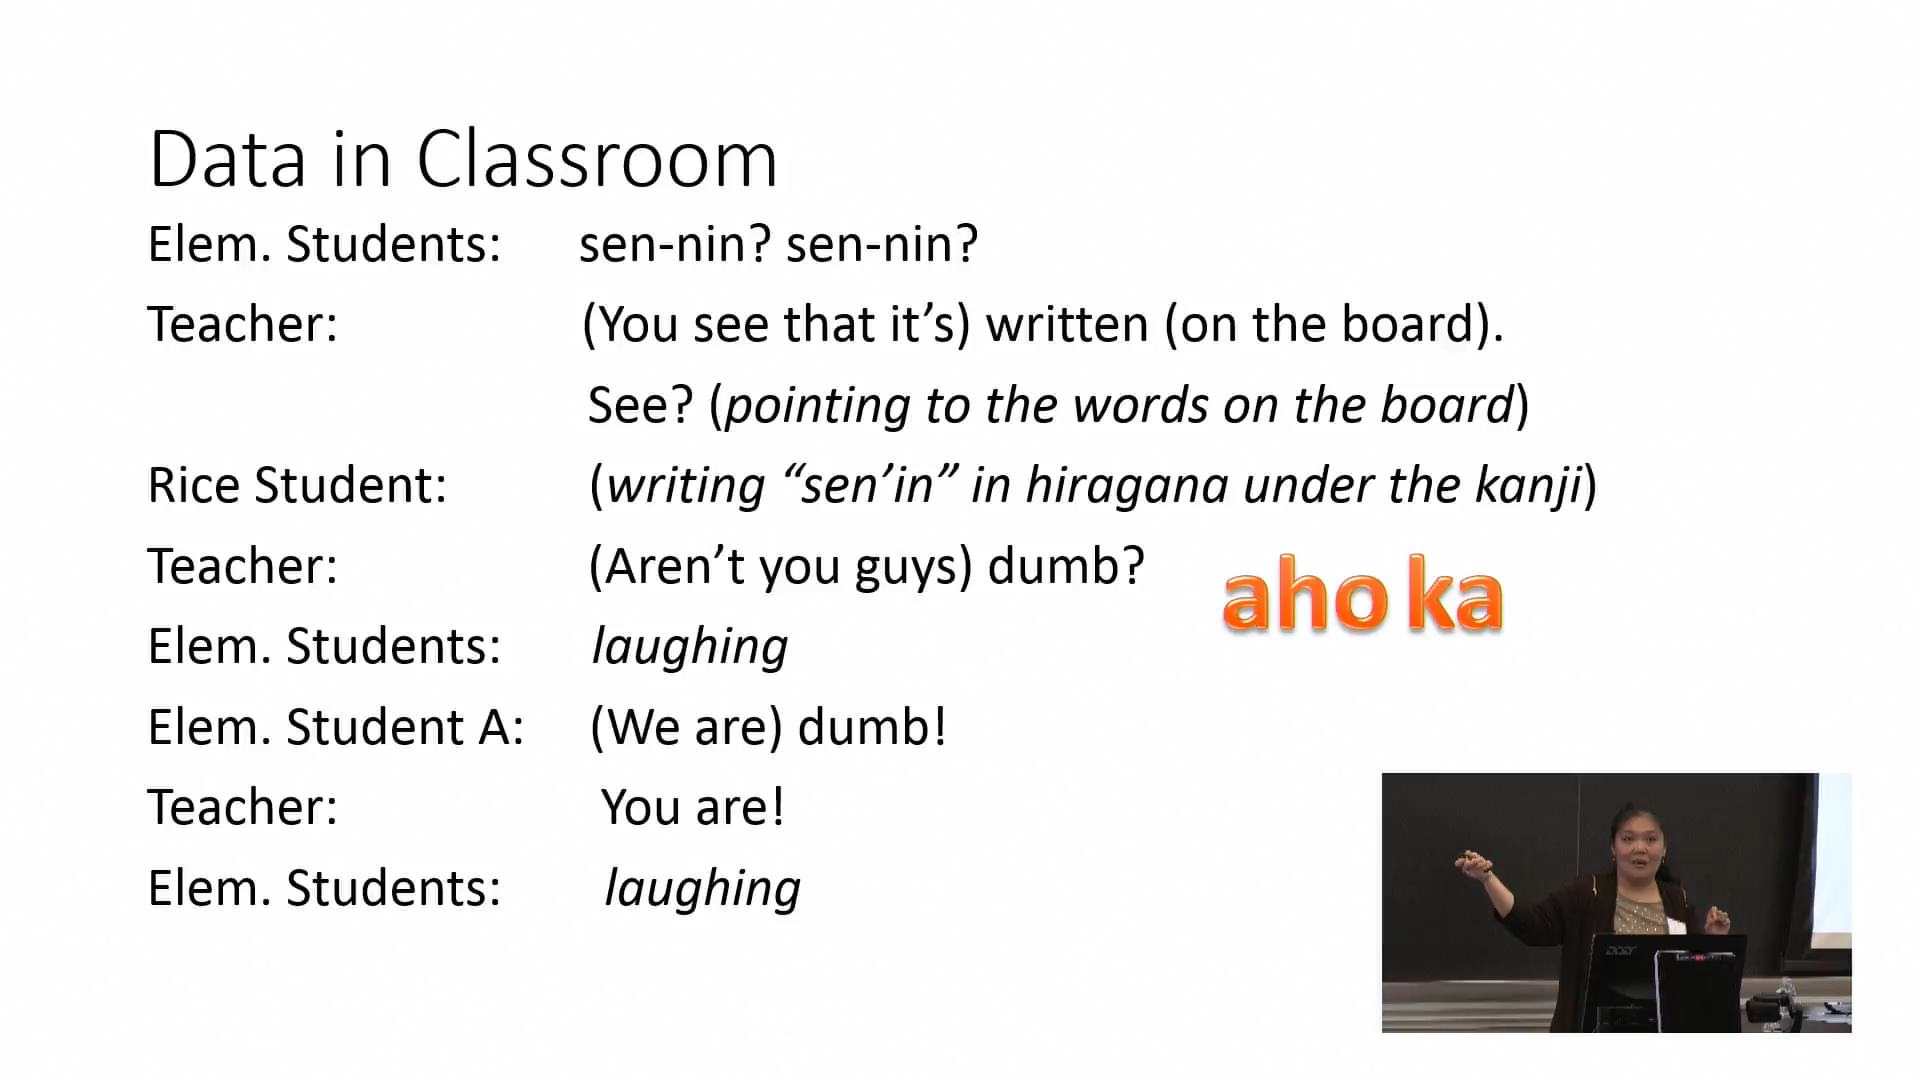 Data in Classroom
Elem. Students: sen-nin? sen-nin?
Teacher: (You see that it’s) written (on the board).
See? (pointing to the words on the board)
Rice Student: (writing “sen’in” in hiragana under the kanji)
Teacher: (Aren’t you guys) dumb?
aho ka
Elem. Students: laughing
Elem. Student A: (We are) dumb!
Teacher: You are!
Elem. Students: laughing
acer